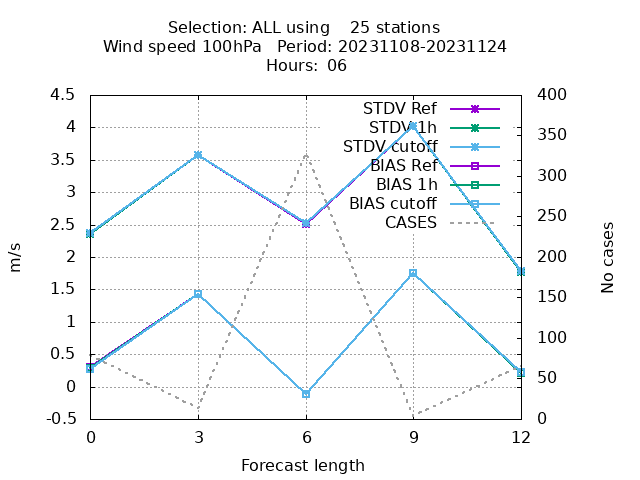 Selection: ALL using    25 stations
Wind speed 100hPa   Period: 20231108-20231124
Hours:  06
4.5
4
3.5
3
2.5
2
1.5
1
0.5
0
-0.5
m/s
400
350
300
250
200
150
100
50
0
No cases
STDV Ref
STDV 1h
STDV cutoff
BIAS Ref
BIAS 1h
BIAS cutoff
CASES
0 3 6 9 12
Forecast length